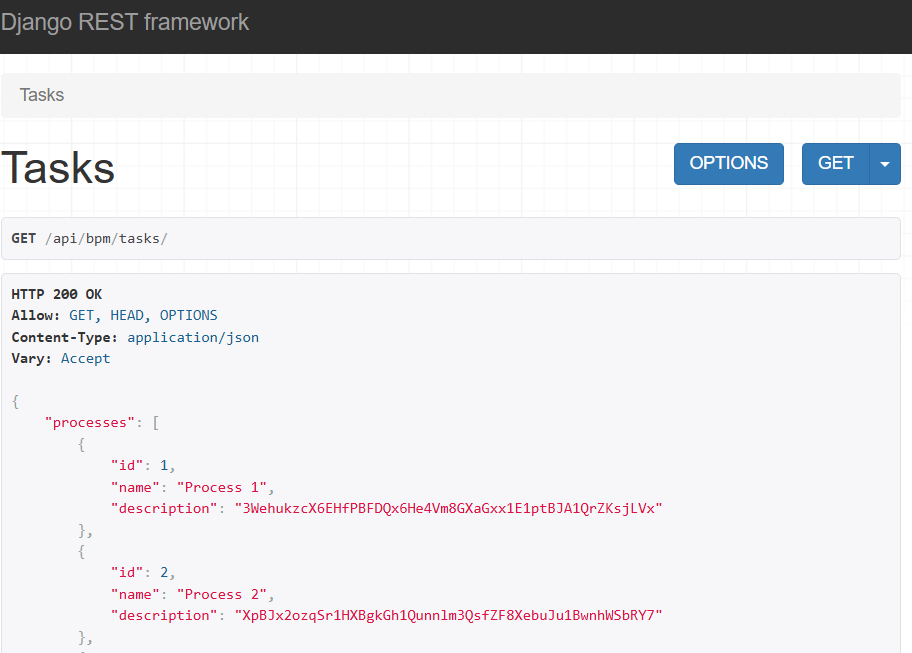 Django REST framework
Tasks
Tasks
OPTIONS
GET
GET /api/bpm/tasks/
HTTP 200 OK
Allow: GET, HEAD, OPTIONS
Content-Type: application/json
Vary: Accept
{
    "processes": [
        {
            "id": 1,
            "name": "Process 1",
            "description": "3WehukzcX6EHfPBFDQx6He4Vm8GXaGxx1E1ptBJA1QrZKsjLVx"
        },
        {
            "id": 2,
            "name": "Process 2",
            "description": "XpBJx2ozqSr1HXBgkGh1Qunnlm3QsfZF8XebuJu1BwnhWSbRY7"
        },